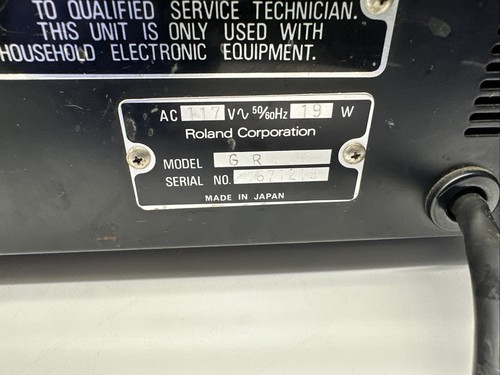 TO QUALIFIED SERVICE TECHNICIAN.
THIS UNIT IS ONLY USED WITH
HOUSEHOLD ELECTRONIC EQUIPMENT.
AC 117 V∿ 50/60Hz 19 W
Roland Corporation
MODEL G R
SERIAL NO.
MADE IN JAPAN